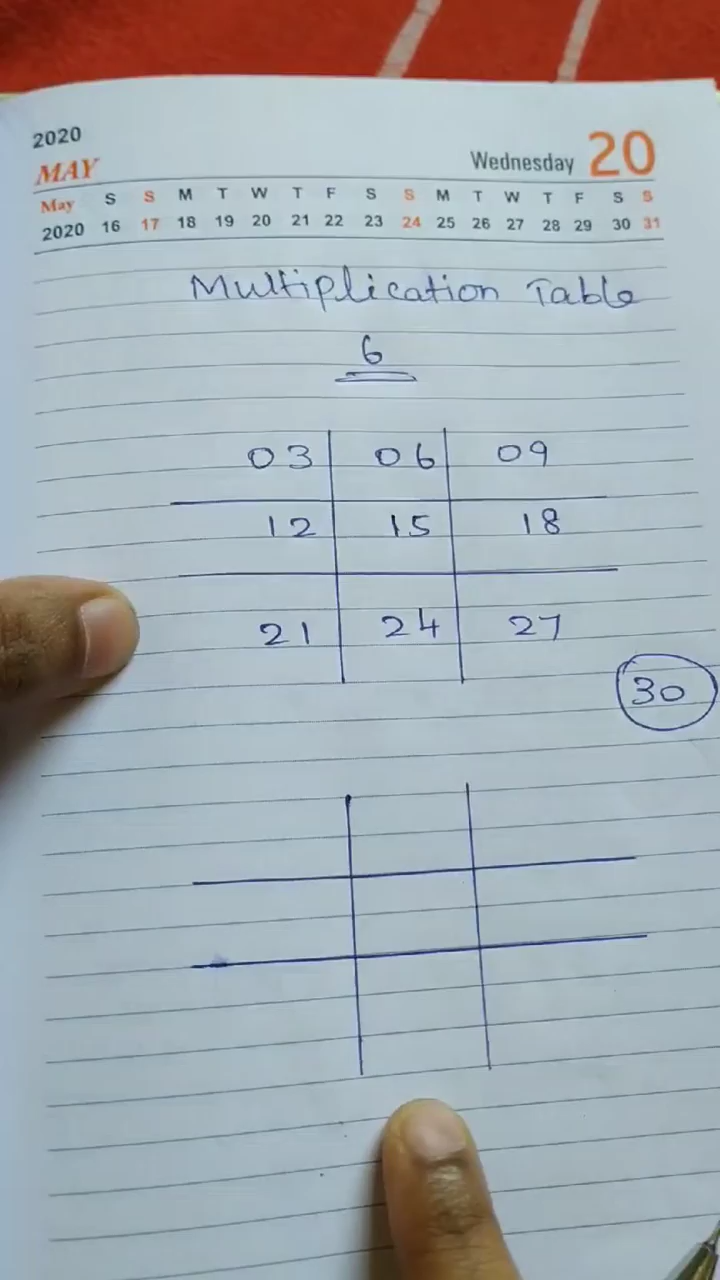 2020
MAY
Wednesday 20
May S S M T W T F S S M T W T F S S
2020 16 17 18 19 20 21 22 23 24 25 26 27 28 29 30 31
Multiplication Table
6
03 06 09
12 15 18
21 24 27
30